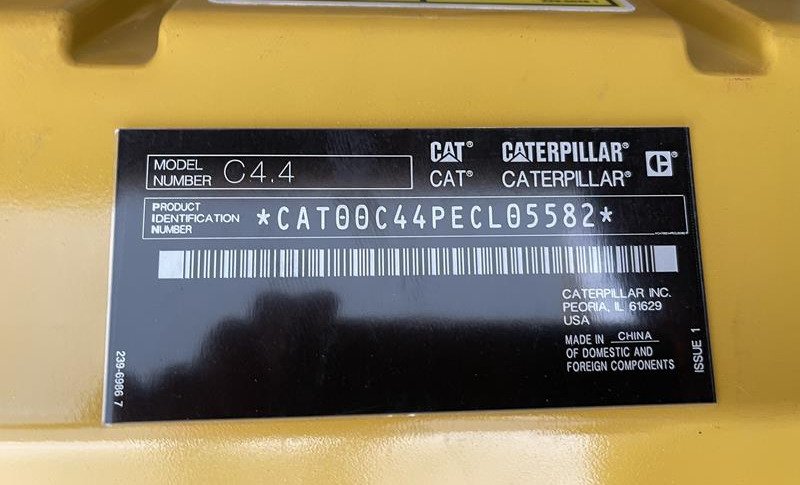 MODEL NUMBER C4.4
CAT® CATERPILLAR®
CAT® CATERPILLAR® C®
PRODUCT IDENTIFICATION NUMBER *CAT00C44PECL05582*
CATERPILLAR INC.
PEORIA, IL 61629
USA
MADE IN CHINA
OF DOMESTIC AND
FOREIGN COMPONENTS
239-6986 7
ISSUE 1